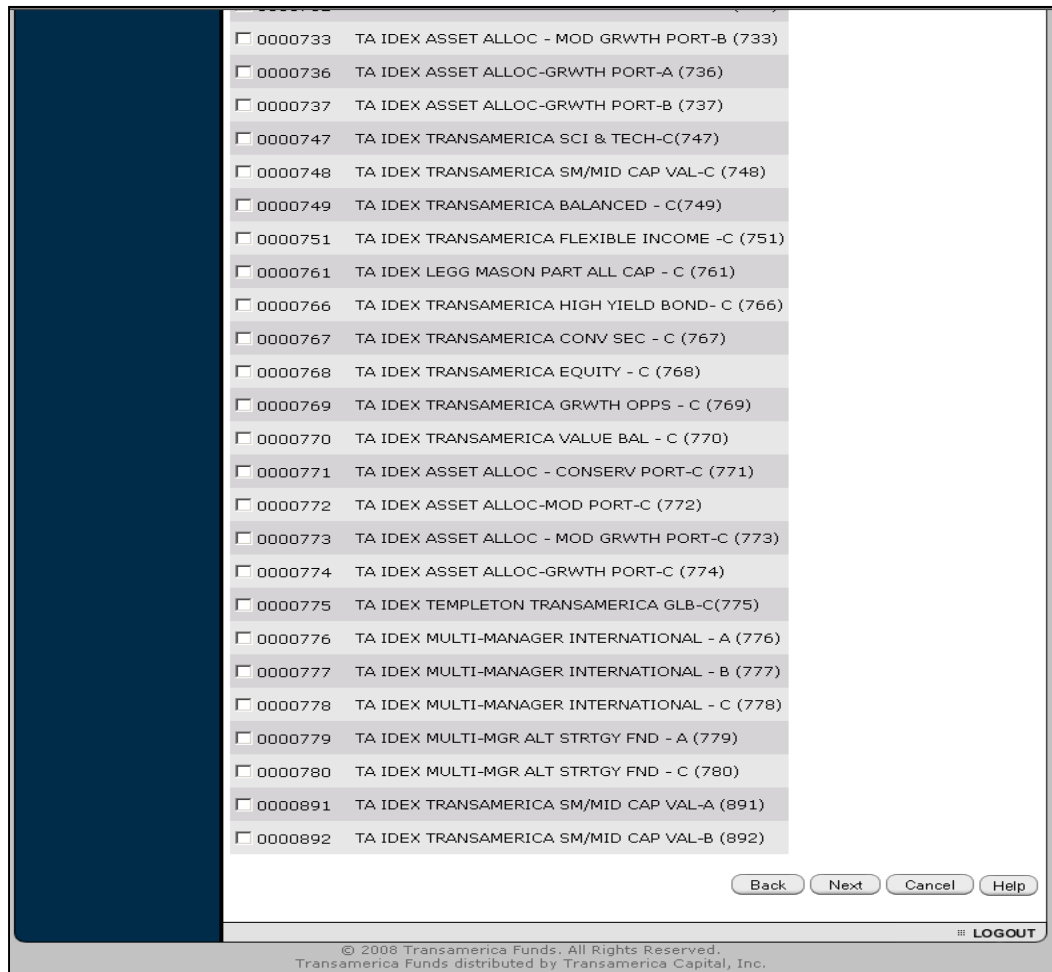 0000733 TA IDEX ASSET ALLOC - MOD GRWTH PORT-B (733)
0000736 TA IDEX ASSET ALLOC-GRWTH PORT-A (736)
0000737 TA IDEX ASSET ALLOC-GRWTH PORT-B (737)
0000747 TA IDEX TRANSAMERICA SCI & TECH-C(747)
0000748 TA IDEX TRANSAMERICA SM/MID CAP VAL-C (748)
0000749 TA IDEX TRANSAMERICA BALANCED - C(749)
0000751 TA IDEX TRANSAMERICA FLEXIBLE INCOME -C (751)
0000761 TA IDEX LEGG MASON PART ALL CAP - C (761)
0000766 TA IDEX TRANSAMERICA HIGH YIELD BOND- C (766)
0000767 TA IDEX TRANSAMERICA CONV SEC - C (767)
0000768 TA IDEX TRANSAMERICA EQUITY - C (768)
0000769 TA IDEX TRANSAMERICA GRWTH OPPS - C (769)
0000770 TA IDEX TRANSAMERICA VALUE BAL - C (770)
0000771 TA IDEX ASSET ALLOC - CONSERV PORT-C (771)
0000772 TA IDEX ASSET ALLOC-MOD PORT-C (772)
0000773 TA IDEX ASSET ALLOC - MOD GRWTH PORT-C (773)
0000774 TA IDEX ASSET ALLOC-GRWTH PORT-C (774)
0000775 TA IDEX TEMPLETON TRANSAMERICA GLB-C(775)
0000776 TA IDEX MULTI-MANAGER INTERNATIONAL - A (776)
0000777 TA IDEX MULTI-MANAGER INTERNATIONAL - B (777)
0000778 TA IDEX MULTI-MANAGER INTERNATIONAL - C (778)
0000779 TA IDEX MULTI-MGR ALT STRTGY FND - A (779)
0000780 TA IDEX MULTI-MGR ALT STRTGY FND - C (780)
0000891 TA IDEX TRANSAMERICA SM/MID CAP VAL-A (891)
0000892 TA IDEX TRANSAMERICA SM/MID CAP VAL-B (892)
Back Next Cancel Help
LOGOUT
© 2008 Transamerica Funds. All Rights Reserved.
Transamerica Funds distributed by Transamerica Capital, Inc.